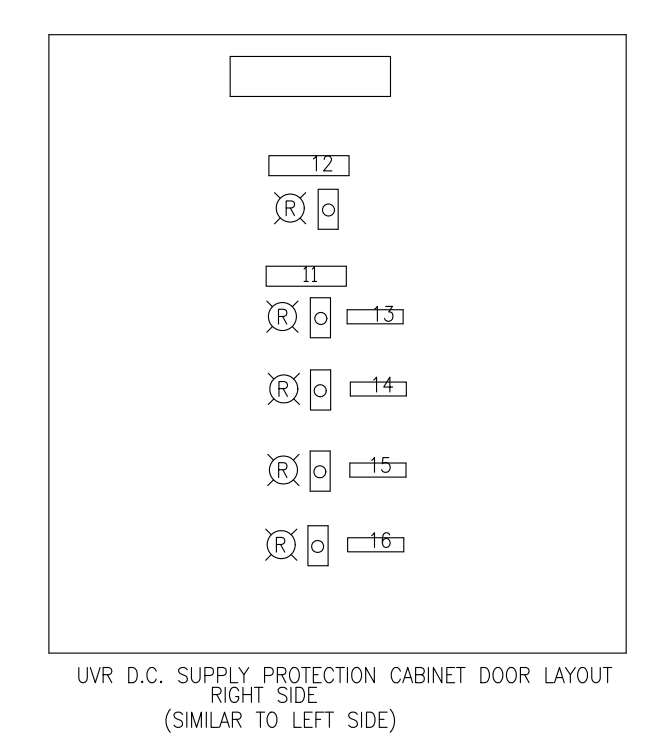 12
R
11
R 13
R 14
R 15
R 16
UVR D.C. SUPPLY PROTECTION CABINET DOOR LAYOUT
RIGHT SIDE
(SIMILAR TO LEFT SIDE)